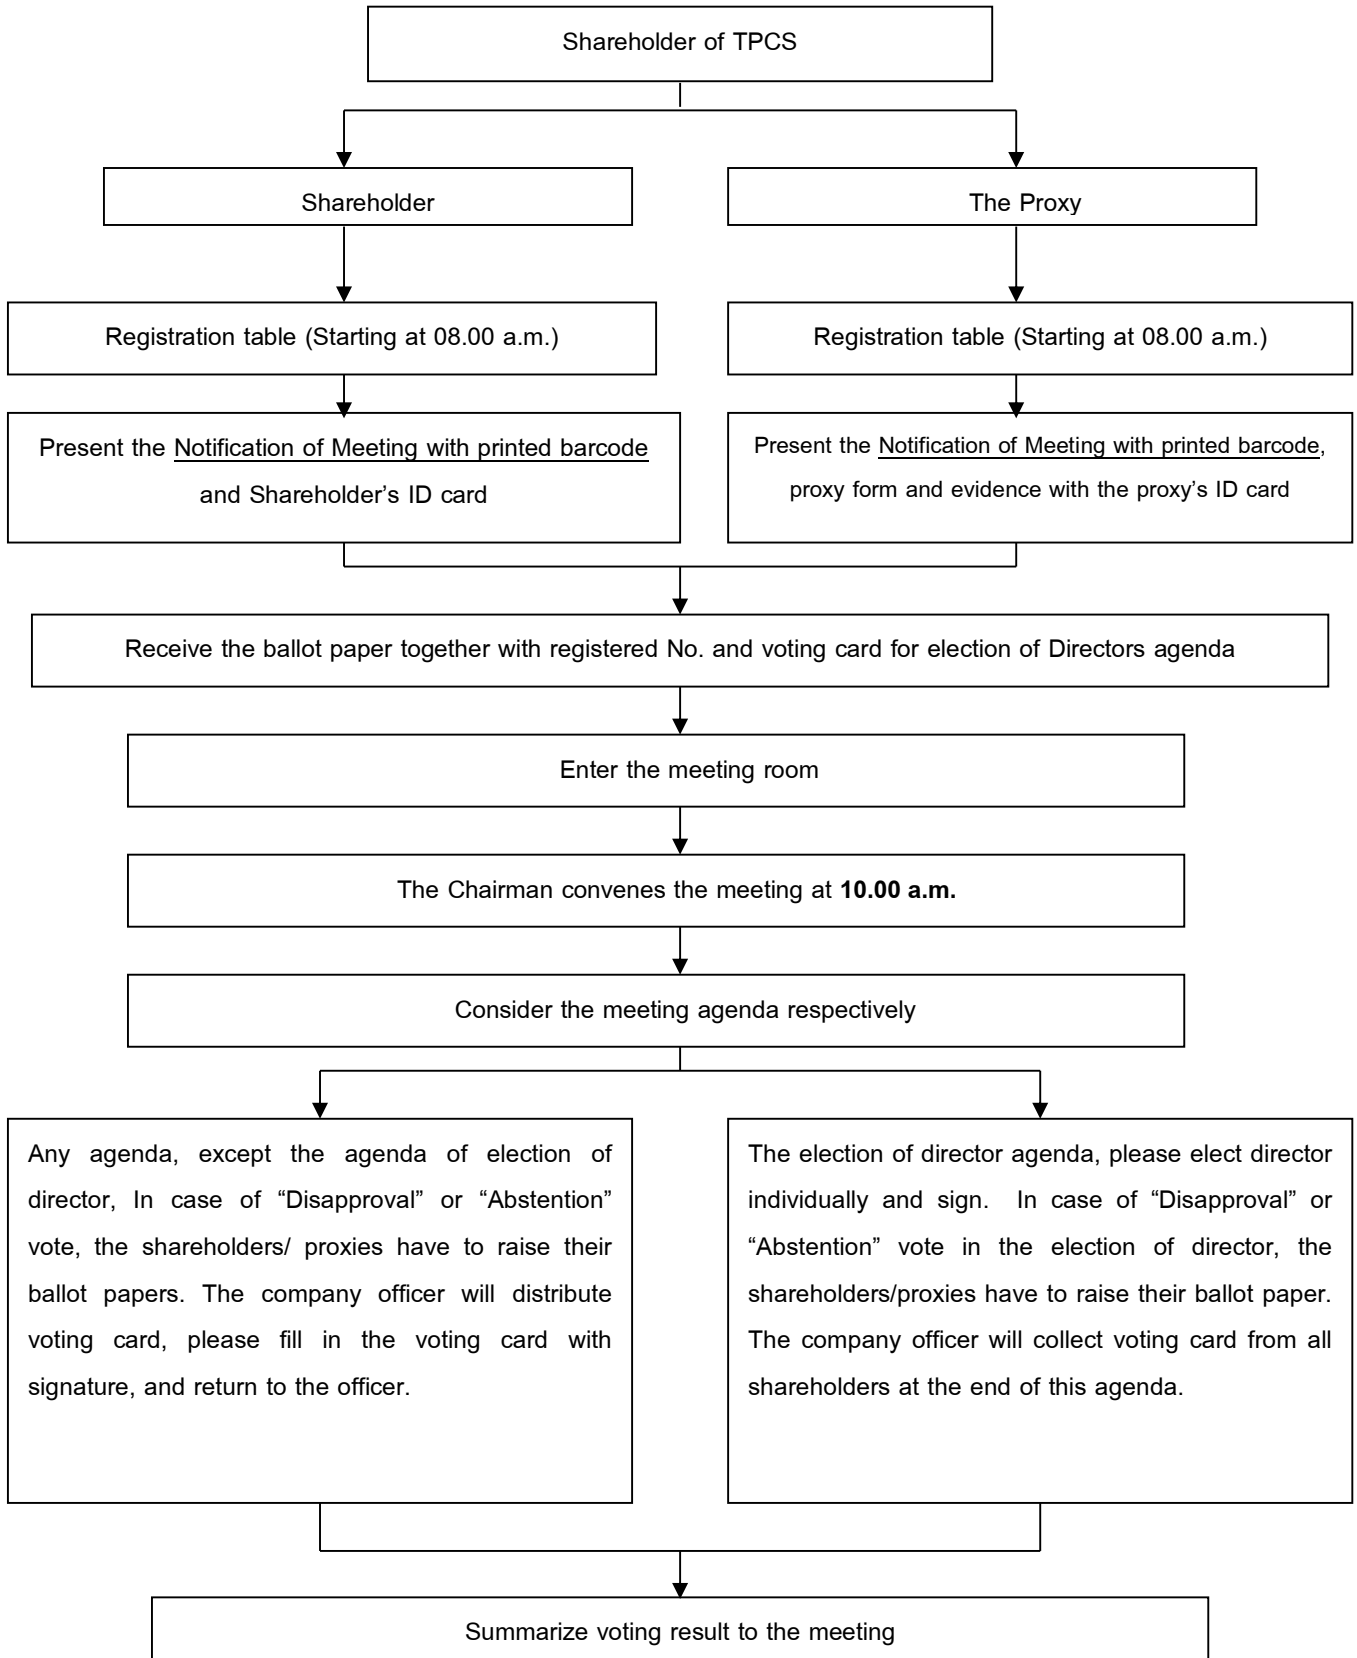 Shareholder of TPCS
Shareholder
The Proxy
Registration table (Starting at 08.00 a.m.)
Registration table (Starting at 08.00 a.m.)
Present the Notification of Meeting with printed barcode
and Shareholder’s ID card
Present the Notification of Meeting with printed barcode,
proxy form and evidence with the proxy’s ID card
Receive the ballot paper together with registered No. and voting card for election of Directors agenda
Enter the meeting room
The Chairman convenes the meeting at 10.00 a.m.
Consider the meeting agenda respectively
Any agenda, except the agenda of election of
director, In case of “Disapproval” or “Abstention”
vote, the shareholders/ proxies have to raise their
ballot papers. The company officer will distribute
voting card, please fill in the voting card with
signature, and return to the officer.
The election of director agenda, please elect director
individually and sign. In case of “Disapproval” or
“Abstention” vote in the election of director, the
shareholders/proxies have to raise their ballot paper.
The company officer will collect voting card from all
shareholders at the end of this agenda.
Summarize voting result to the meeting